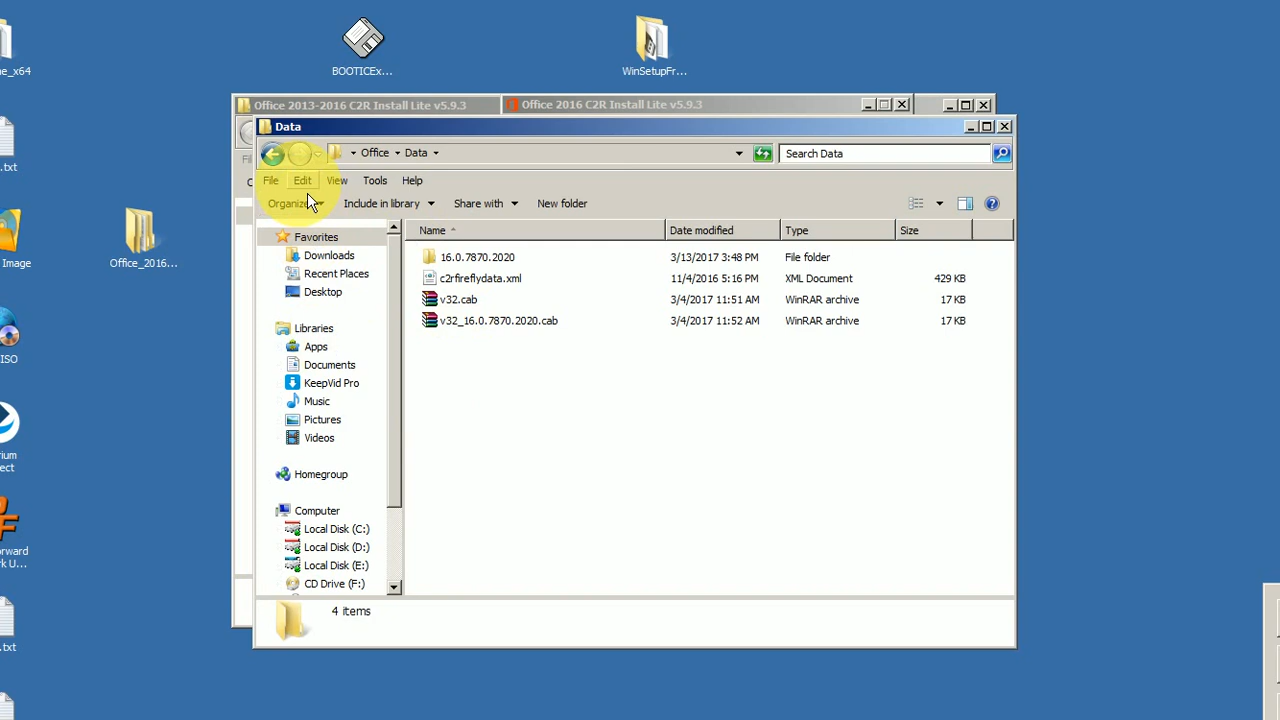 ne_x64
BOOTICEx...
WinSetupFr...
Office 2013-2016 C2R Install Lite v5.9.3
Office 2016 C2R Install Lite v5.9.3
Data
Office
Data
Search Data
File
Edit
View
Tools
Help
Organize
Include in library
Share with
New folder
Name
Date modified
Type
Size
Favorites
Downloads
Recent Places
Desktop
Libraries
Apps
Documents
KeepVid Pro
Music
Pictures
Videos
Homegroup
Computer
Local Disk (C:)
Local Disk (D:)
Local Disk (E:)
CD Drive (F:)
16.0.7870.2020
3/13/2017 3:48 PM
File folder
c2rfireflydata.xml
11/4/2016 5:16 PM
XML Document
429 KB
v32.cab
3/4/2017 11:51 AM
WinRAR archive
17 KB
v32_16.0.7870.2020.cab
3/4/2017 11:52 AM
WinRAR archive
17 KB
4 items
.txt
Image
Office_2016...
ISO
rium
ect
orward
rk U...
.txt